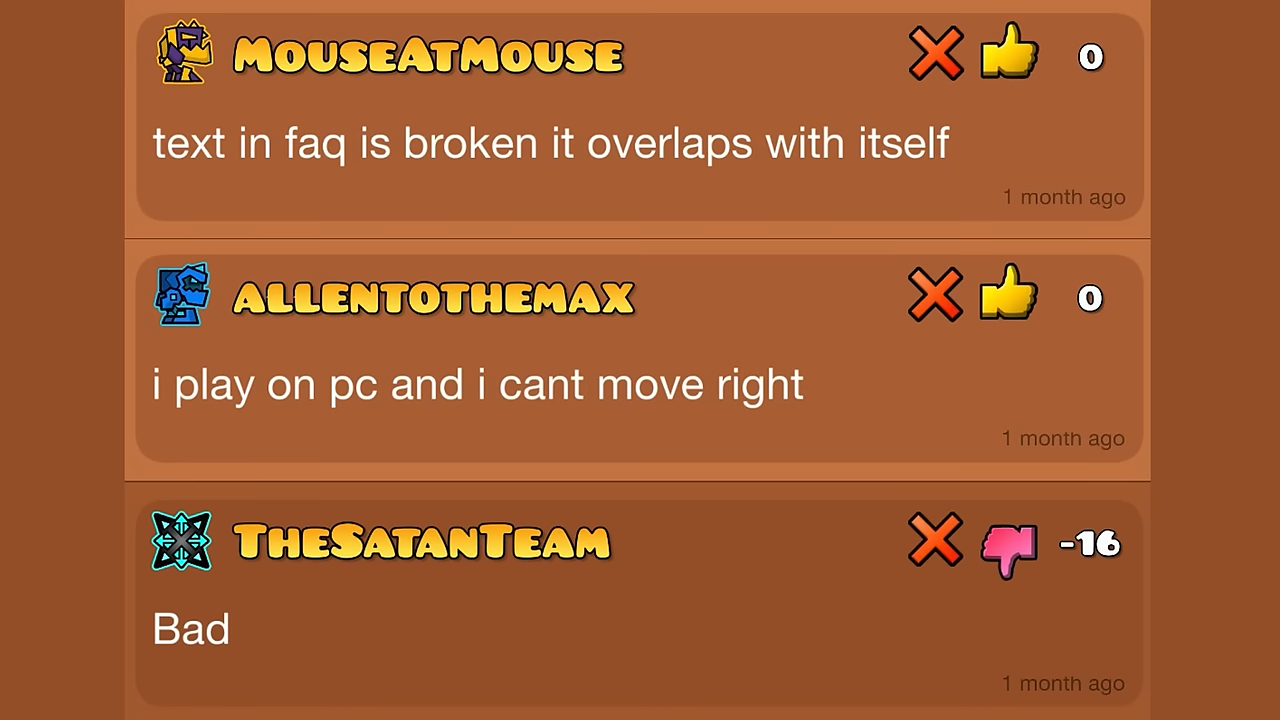 MouseAtMouse 0
text in faq is broken it overlaps with itself
1 month ago
ALLENTOTHEMAX 0
i play on pc and i cant move right
1 month ago
TheSatanTeam -16
Bad
1 month ago